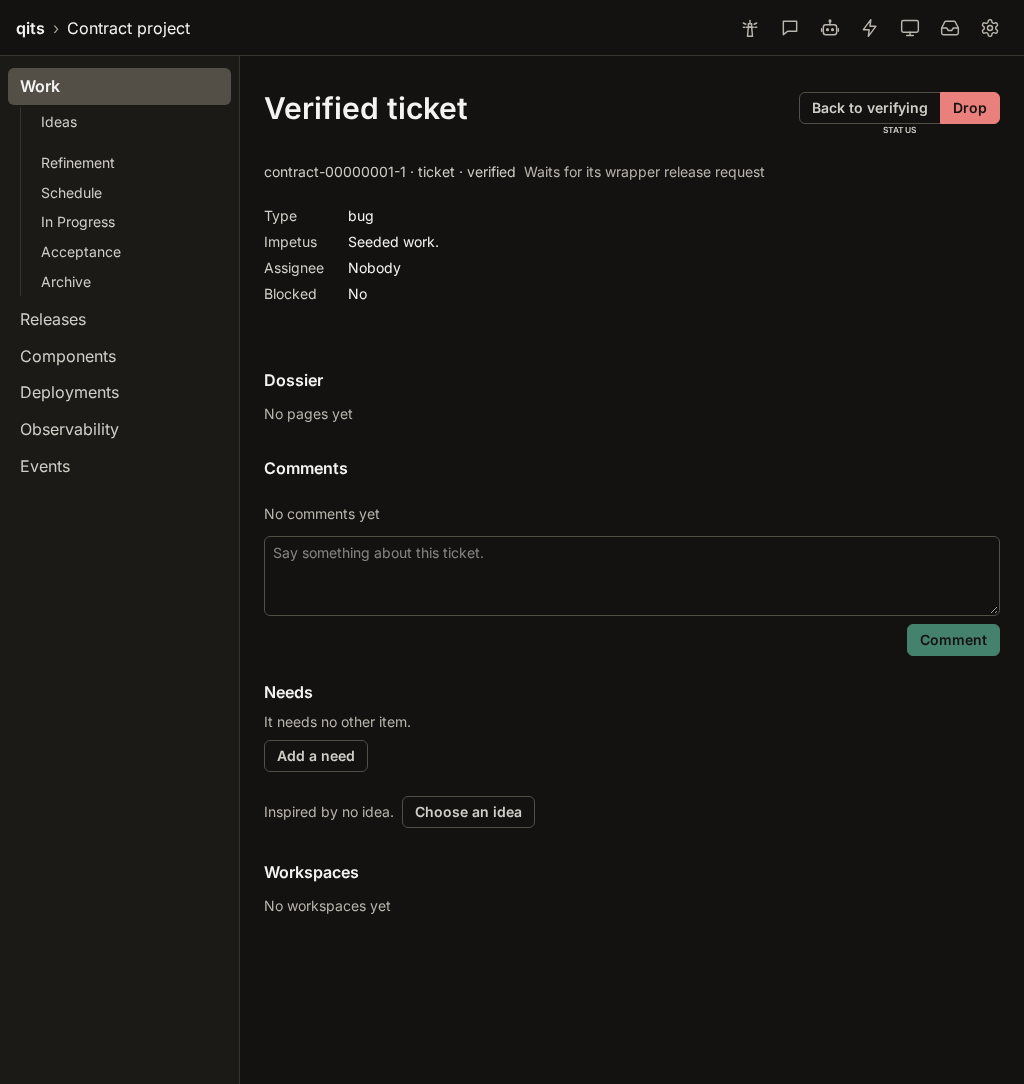 qits › Contract project
Work
Ideas
Refinement
Schedule
In Progress
Acceptance
Archive
Releases
Components
Deployments
Observability
Events
Verified ticket
Back to verifying Drop
STATUS
contract-00000001-1 · ticket · verified Waits for its wrapper release request
Type bug
Impetus Seeded work.
Assignee Nobody
Blocked No
Dossier
No pages yet
Comments
No comments yet
Say something about this ticket.
Comment
Needs
It needs no other item.
Add a need
Inspired by no idea. Choose an idea
Workspaces
No workspaces yet